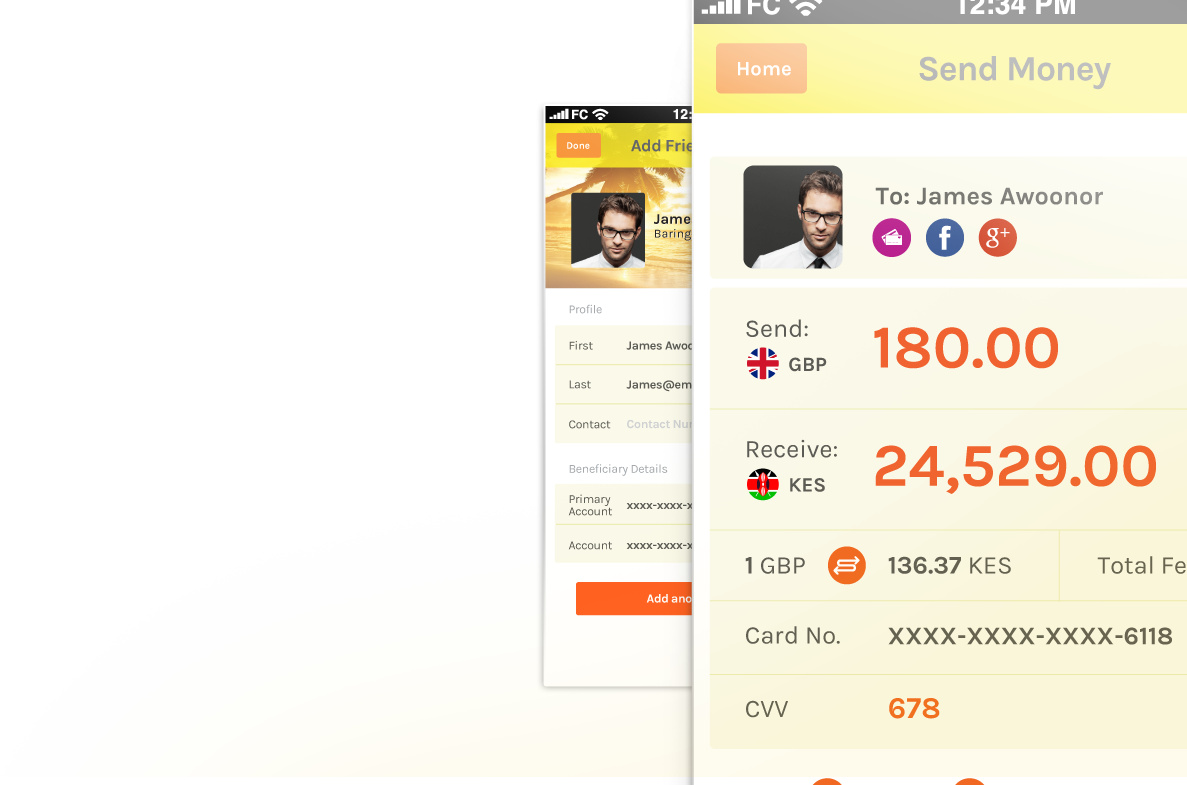 FC 12:34 PM
Home Send Money
To: James Awoonor
f g+
Send:
GBP 180.00
Receive:
KES 24,529.00
1 GBP 136.37 KES Total Fe
Card No. XXXX-XXXX-XXXX-6118
CVV 678
FC 12:
Done Add Frie
Jame
Baring
Profile
First James Awoo
Last James@em
Contact Contact Nu
Beneficiary Details
Primary
Account xxxx-xxxx-x
Account xxxx-xxxx-x
Add ano